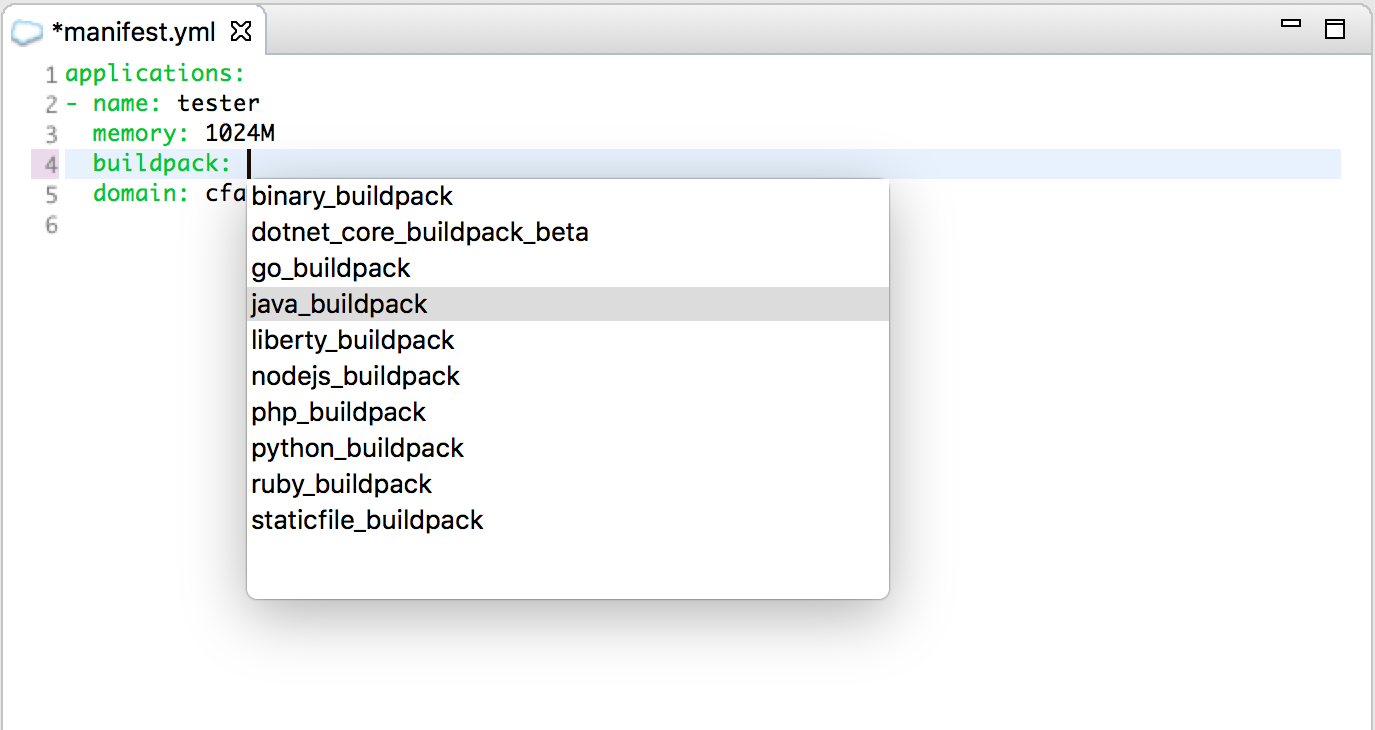 *manifest.yml
1 applications:
2 - name: tester
3 memory: 1024M
4 buildpack:
5 domain: cfa
6
binary_buildpack
dotnet_core_buildpack_beta
go_buildpack
java_buildpack
liberty_buildpack
nodejs_buildpack
php_buildpack
python_buildpack
ruby_buildpack
staticfile_buildpack